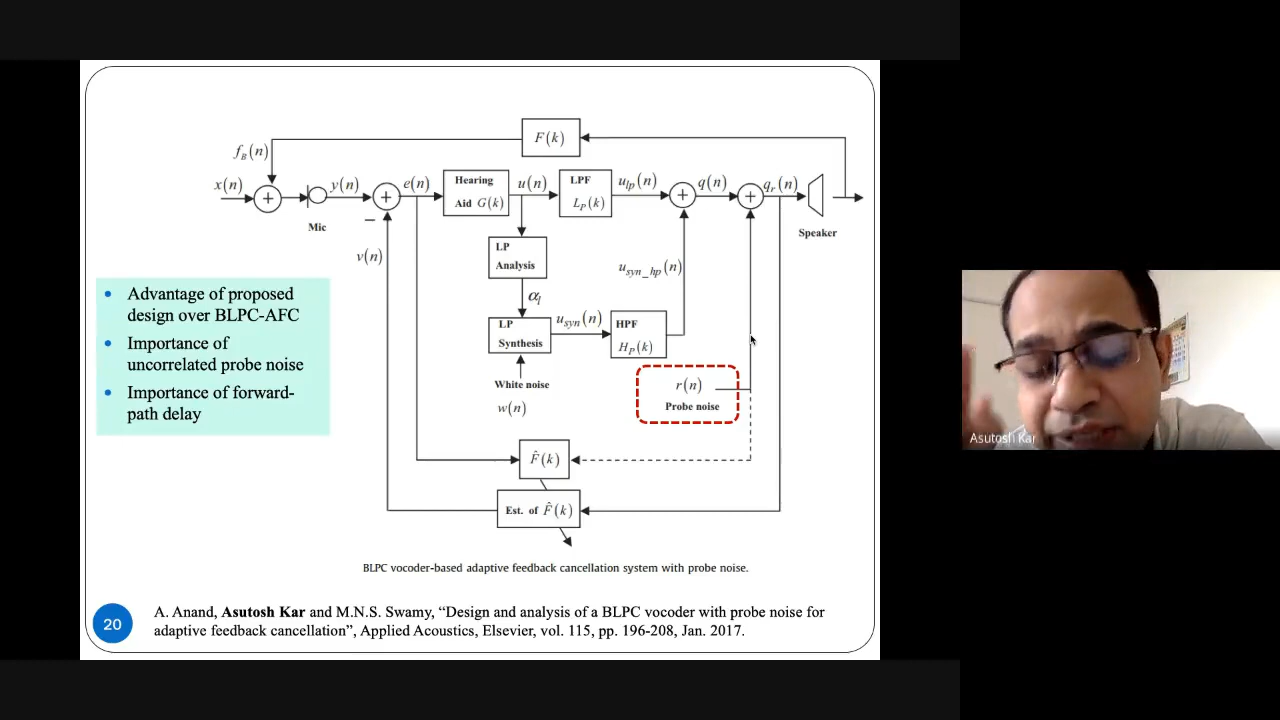 F(k)
f_B(n)
x(n)
y(n)
e(n)
Hearing
Aid G(k)
u(n)
LPF
L_P(k)
u_lp(n)
q(n)
q_r(n)
Mic
Speaker
v(n)
LP
Analysis
α_l
u_syn_hp(n)
LP
Synthesis
u_syn(n)
HPF
H_P(k)
White noise
w(n)
r(n)
Probe noise
F̂(k)
Est. of F̂(k)
• Advantage of proposed
design over BLPC-AFC
• Importance of
uncorrelated probe noise
• Importance of forward-
path delay
BLPC vocoder-based adaptive feedback cancellation system with probe noise.
20
A. Anand, Asutosh Kar and M.N.S. Swamy, “Design and analysis of a BLPC vocoder with probe noise for
adaptive feedback cancellation”, Applied Acoustics, Elsevier, vol. 115, pp. 196-208, Jan. 2017.
Asutosh Kar